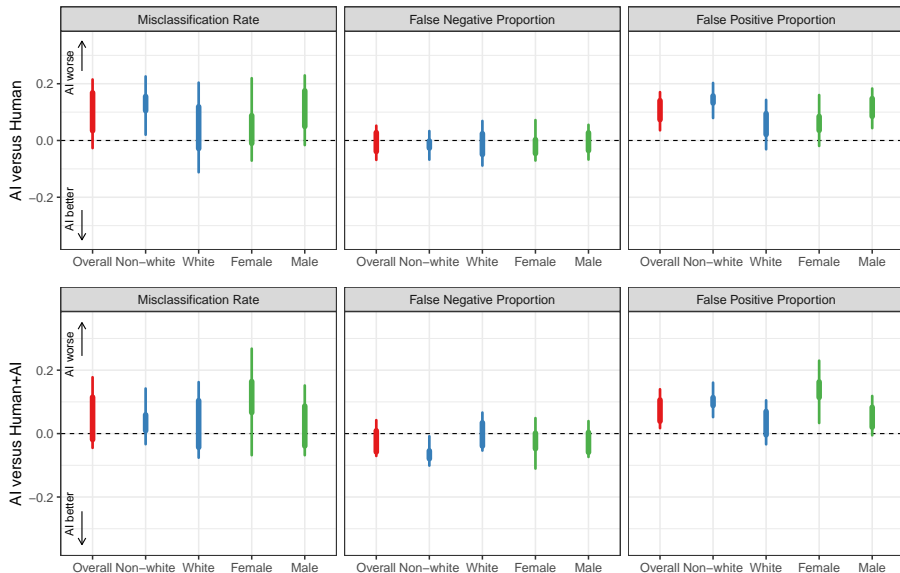 Misclassification Rate
False Negative Proportion
False Positive Proportion
AI versus Human
AI worse
AI better
0.2
0.0
−0.2
Overall Non−white White Female Male
Overall Non−white White Female Male
Overall Non−white White Female Male
Misclassification Rate
False Negative Proportion
False Positive Proportion
AI versus Human+AI
AI worse
AI better
0.2
0.0
−0.2
Overall Non−white White Female Male
Overall Non−white White Female Male
Overall Non−white White Female Male